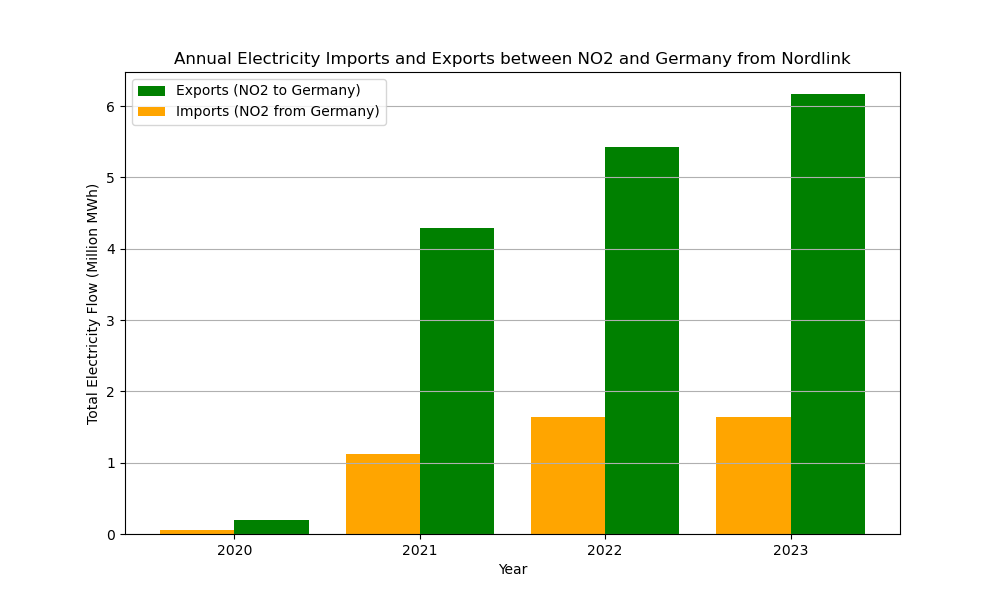 Annual Electricity Imports and Exports between NO2 and Germany from Nordlink
Exports (NO2 to Germany)
Imports (NO2 from Germany)
Total Electricity Flow (Million MWh)
6
5
4
3
2
1
0
2020 2021 2022 2023
Year